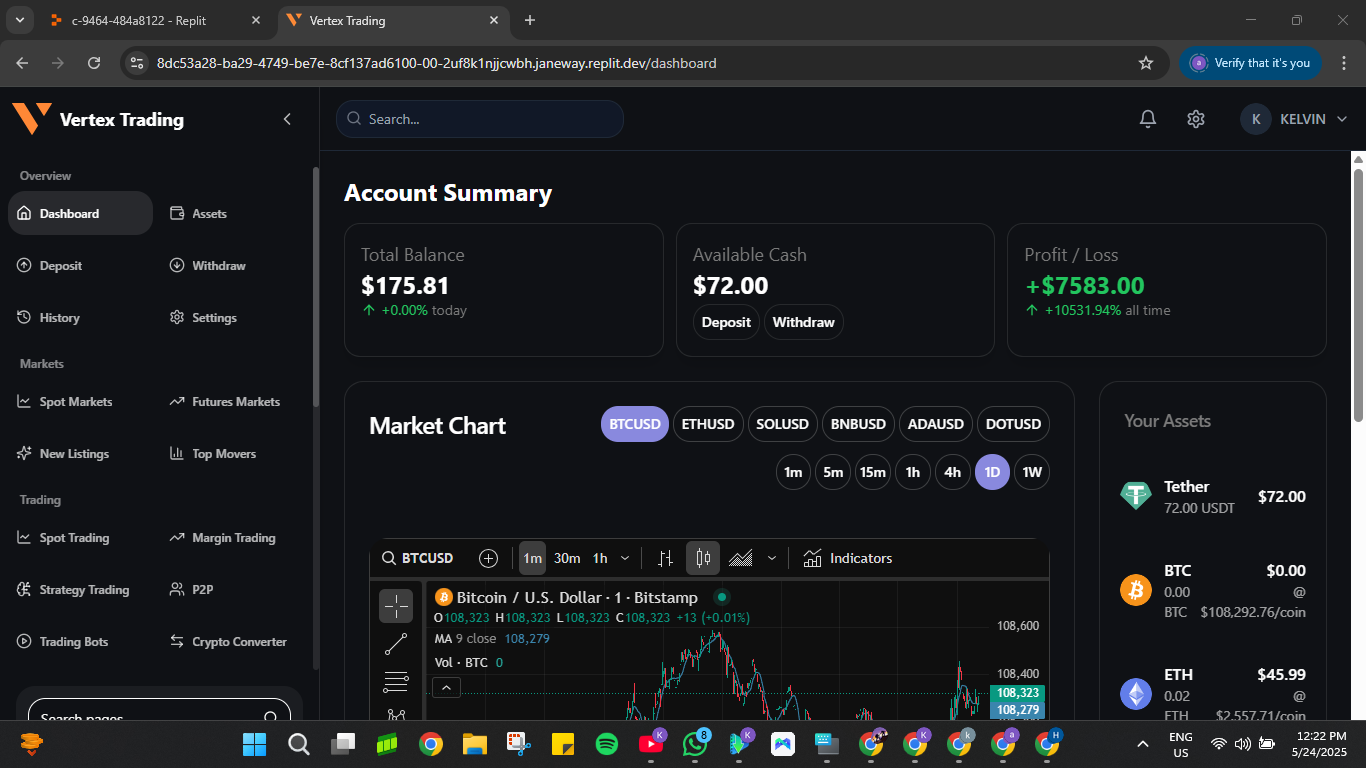 c-9464-484a8122 - Replit
Vertex Trading
8dc53a28-ba29-4749-be7e-8cf137ad6100-00-2uf8k1njjcwbh.janeway.replit.dev/dashboard
a
Verify that it's you
Vertex Trading
Search...
K
KELVIN
Overview
Dashboard
Assets
Deposit
Withdraw
History
Settings
Markets
Spot Markets
Futures Markets
New Listings
Top Movers
Trading
Spot Trading
Margin Trading
Strategy Trading
P2P
Trading Bots
Crypto Converter
Search pages
Account Summary
Total Balance
$175.81
+0.00% today
Available Cash
$72.00
Deposit
Withdraw
Profit / Loss
+$7583.00
+10531.94% all time
Market Chart
BTCUSD
ETHUSD
SOLUSD
BNBUSD
ADAUSD
DOTUSD
1m
5m
15m
1h
4h
1D
1W
BTCUSD
1m
30m
1h
Indicators
Bitcoin / U.S. Dollar · 1 · Bitstamp
O108,323 H108,323 L108,323 C108,323 +13 (+0.01%)
MA 9 close 108,279
Vol · BTC 0
108,600
108,400
108,323
108,279
Your Assets
Tether
72.00 USDT
$72.00
BTC
$0.00
0.00
@
BTC
$108,292.76/coin
ETH
$45.99
0.02
@
ETH
$2,557.71/coin
K
8
K
K
K
a
H
ENG
US
12:22 PM
5/24/2025